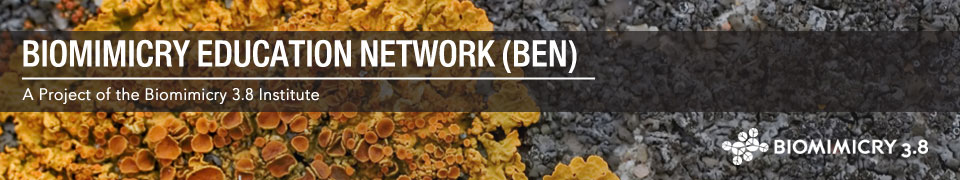 BIOMIMICRY EDUCATION NETWORK (BEN)
A Project of the Biomimicry 3.8 Institute
BIOMIMICRY 3.8